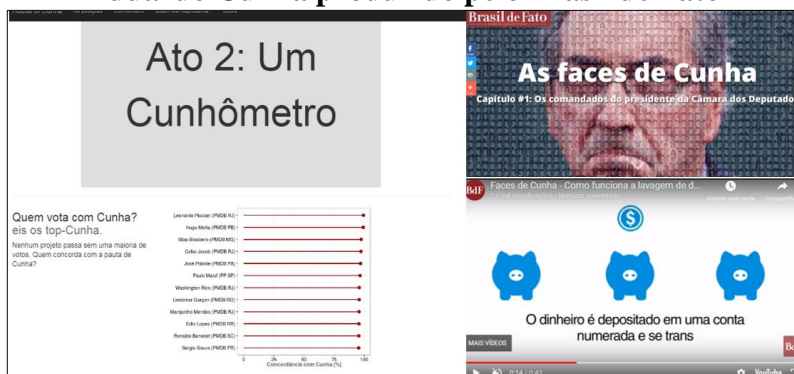 Ato 2: Um
Cunhômetro
Quem vota com Cunha?
eis os top-Cunha.
Nenhum projeto passa sem uma maioria de
votos. Quem concorda com a pauta de
Cunha?
Leonardo Picciani (PMDB RJ)
Hugo Motta (PMDB PB)
Silas Brasileiro (PMDB MG)
Celso Jacob (PMDB RJ)
José Priante (PMDB PA)
Paulo Maluf (PP SP)
Washington Reis (PMDB RJ)
Lindomar Garçon (PMDB RO)
Marquinho Mendes (PMDB RJ)
Edio Lopes (PMDB RR)
Ronaldo Benedet (PMDB SC)
Sergio Souza (PMDB PR)
0 25 50 75 100
Concordância com Cunha (%)
Brasil de Fato
As faces de Cunha
Capítulo #1: Os comandados do presidente da Câmara dos Deputado
BdF
Faces de Cunha - Como funciona a lavagem de d...
O dinheiro é depositado em uma conta
numerada e se trans
MAIS VÍDEOS
0:14 / 0:43
YouTube